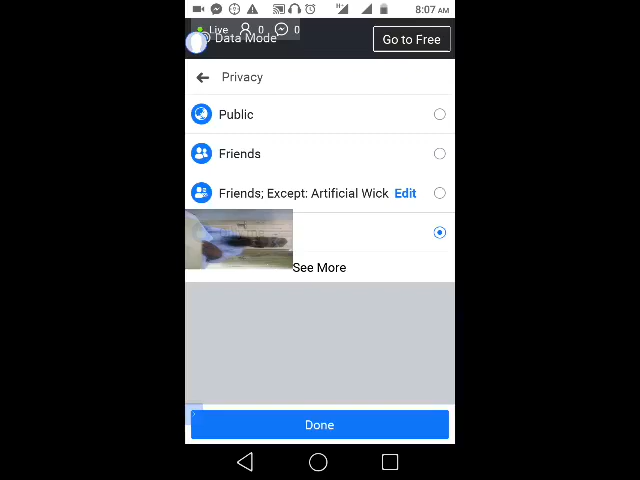 8:07 AM
Live 0 0
Data Mode
Go to Free
Privacy
Public
Friends
Friends; Except: Artificial Wick Edit
See More
Done